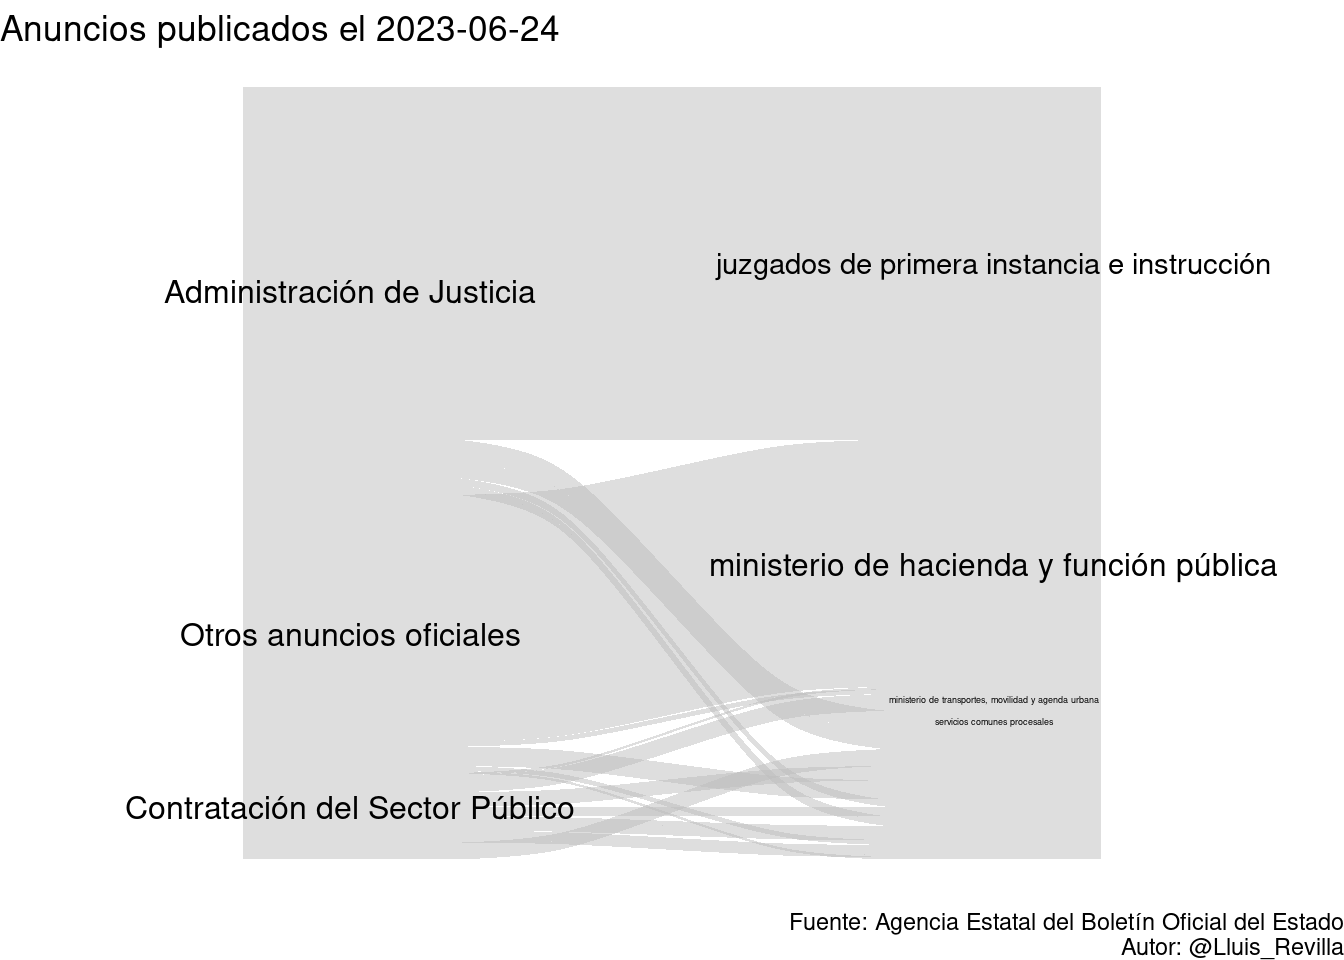 Anuncios publicados el 2023-06-24
juzgados de primera instancia e instrucción
Administración de Justicia
ministerio de hacienda y función pública
Otros anuncios oficiales
ministerio de transportes, movilidad y agenda urbana
servicios comunes procesales
Contratación del Sector Público
Fuente: Agencia Estatal del Boletín Oficial del Estado
Autor: @Lluis_Revilla